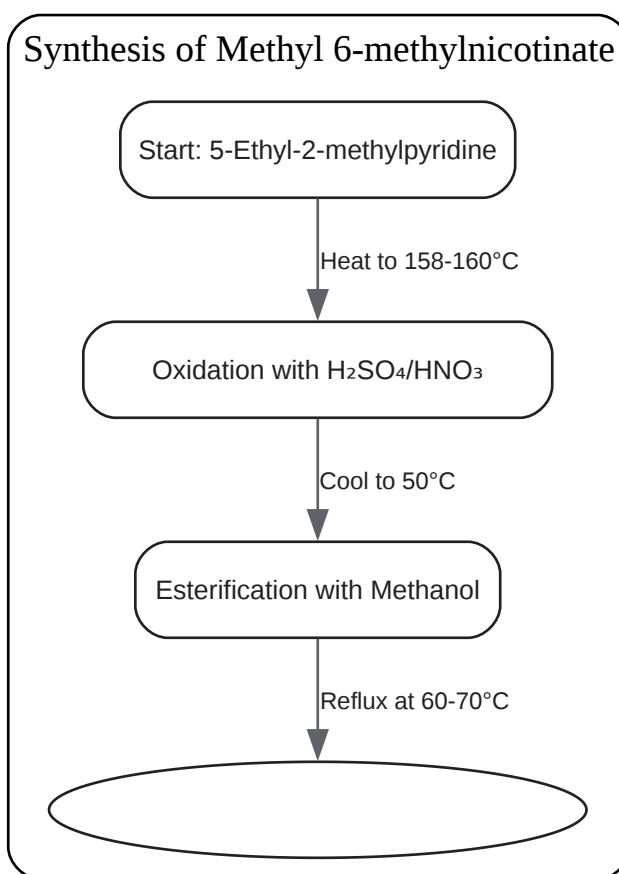 Synthesis of Methyl 6-methylnicotinate
Start: 5-Ethyl-2-methylpyridine
Heat to 158-160°C
Oxidation with H₂SO₄/HNO₃
Cool to 50°C
Esterification with Methanol
Reflux at 60-70°C